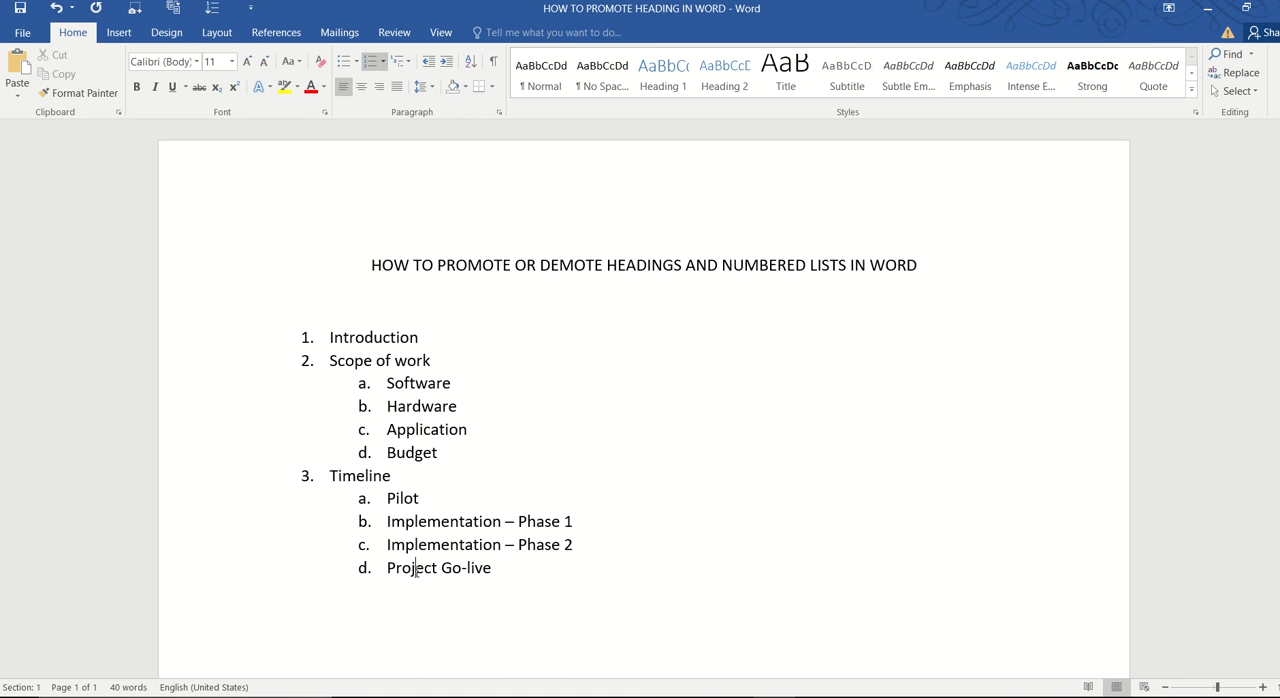 HOW TO PROMOTE HEADING IN WORD - Word
File Home Insert Design Layout References Mailings Review View Tell me what you want to do... Sha
Paste Cut Copy Format Painter Clipboard
Calibri (Body) 11 Aa B I U abc X₂ X² A A Font
Paragraph
AaBbCcDd AaBbCcDd AaBbCc AaBbCcC AaB AaBbCcD AaBbCcDd AaBbCcDd AaBbCcDd AaBbCcDc AaBbCcDd
¶ Normal ¶ No Spac... Heading 1 Heading 2 Title Subtitle Subtle Em... Emphasis Intense E... Strong Quote
Styles
Find
Replace
Select
Editing
HOW TO PROMOTE OR DEMOTE HEADINGS AND NUMBERED LISTS IN WORD
1. Introduction
2. Scope of work
a. Software
b. Hardware
c. Application
d. Budget
3. Timeline
a. Pilot
b. Implementation – Phase 1
c. Implementation – Phase 2
d. Project Go-live
Section: 1 Page 1 of 1 40 words English (United States)